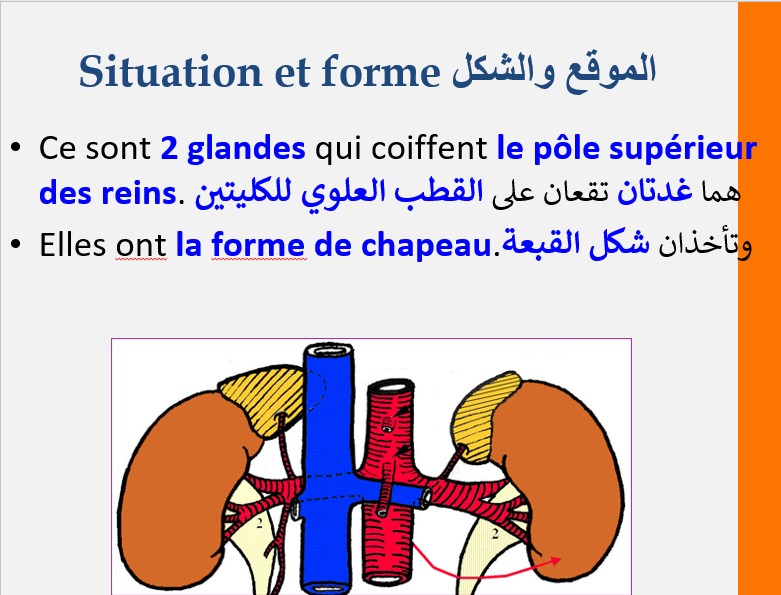 Situation et forme الموقع والشكل
• Ce sont 2 glandes qui coiffent le pôle supérieur
des reins. هما غدتان تقعان على القطب العلوي للكليتين
• Elles ont la forme de chapeau. وتأخذان شكل القبعة
2
2